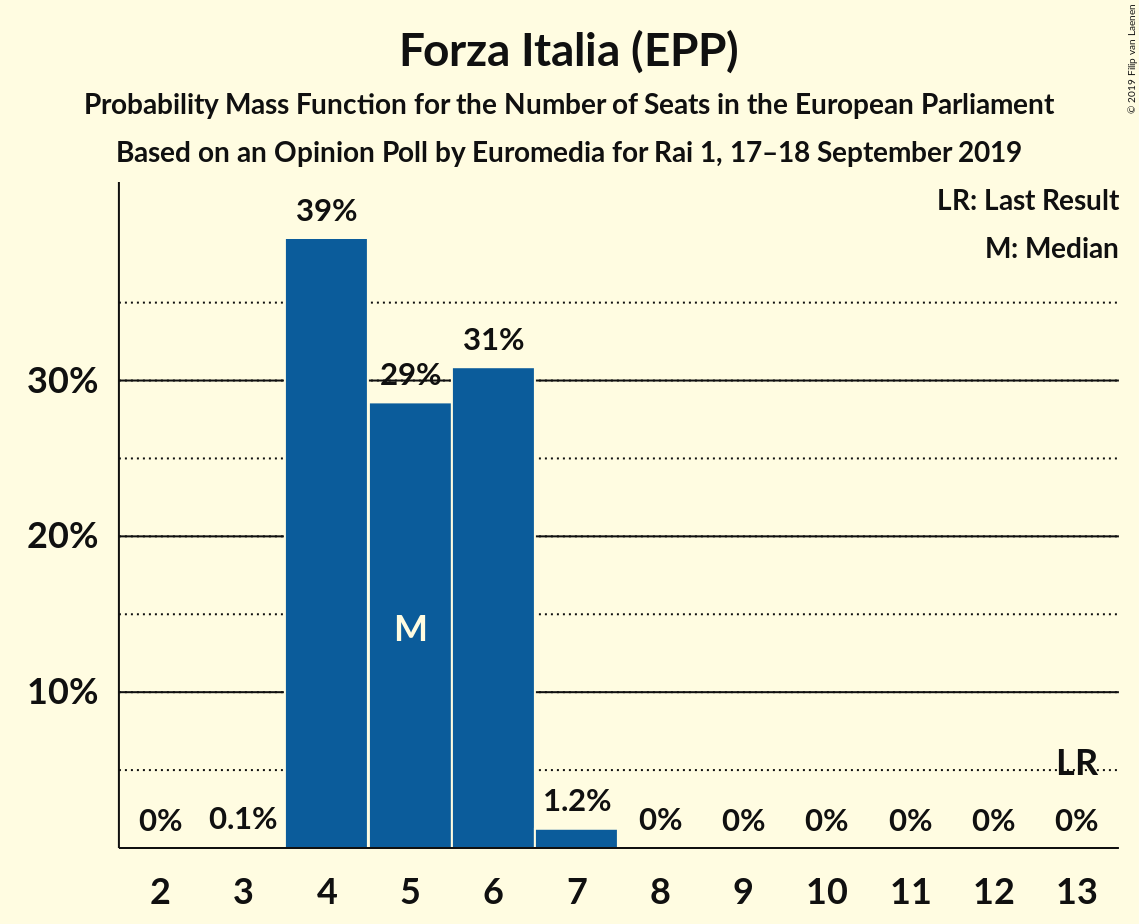 Forza Italia (EPP)
Probability Mass Function for the Number of Seats in the European Parliament
Based on an Opinion Poll by Euromedia for Rai 1, 17–18 September 2019
© 2019 Filip van Laenen
LR: Last Result
M: Median
39%
31%
29%
30%
20%
M
10%
LR
0% 0.1% 1.2% 0% 0% 0% 0% 0% 0%
2 3 4 5 6 7 8 9 10 11 12 13